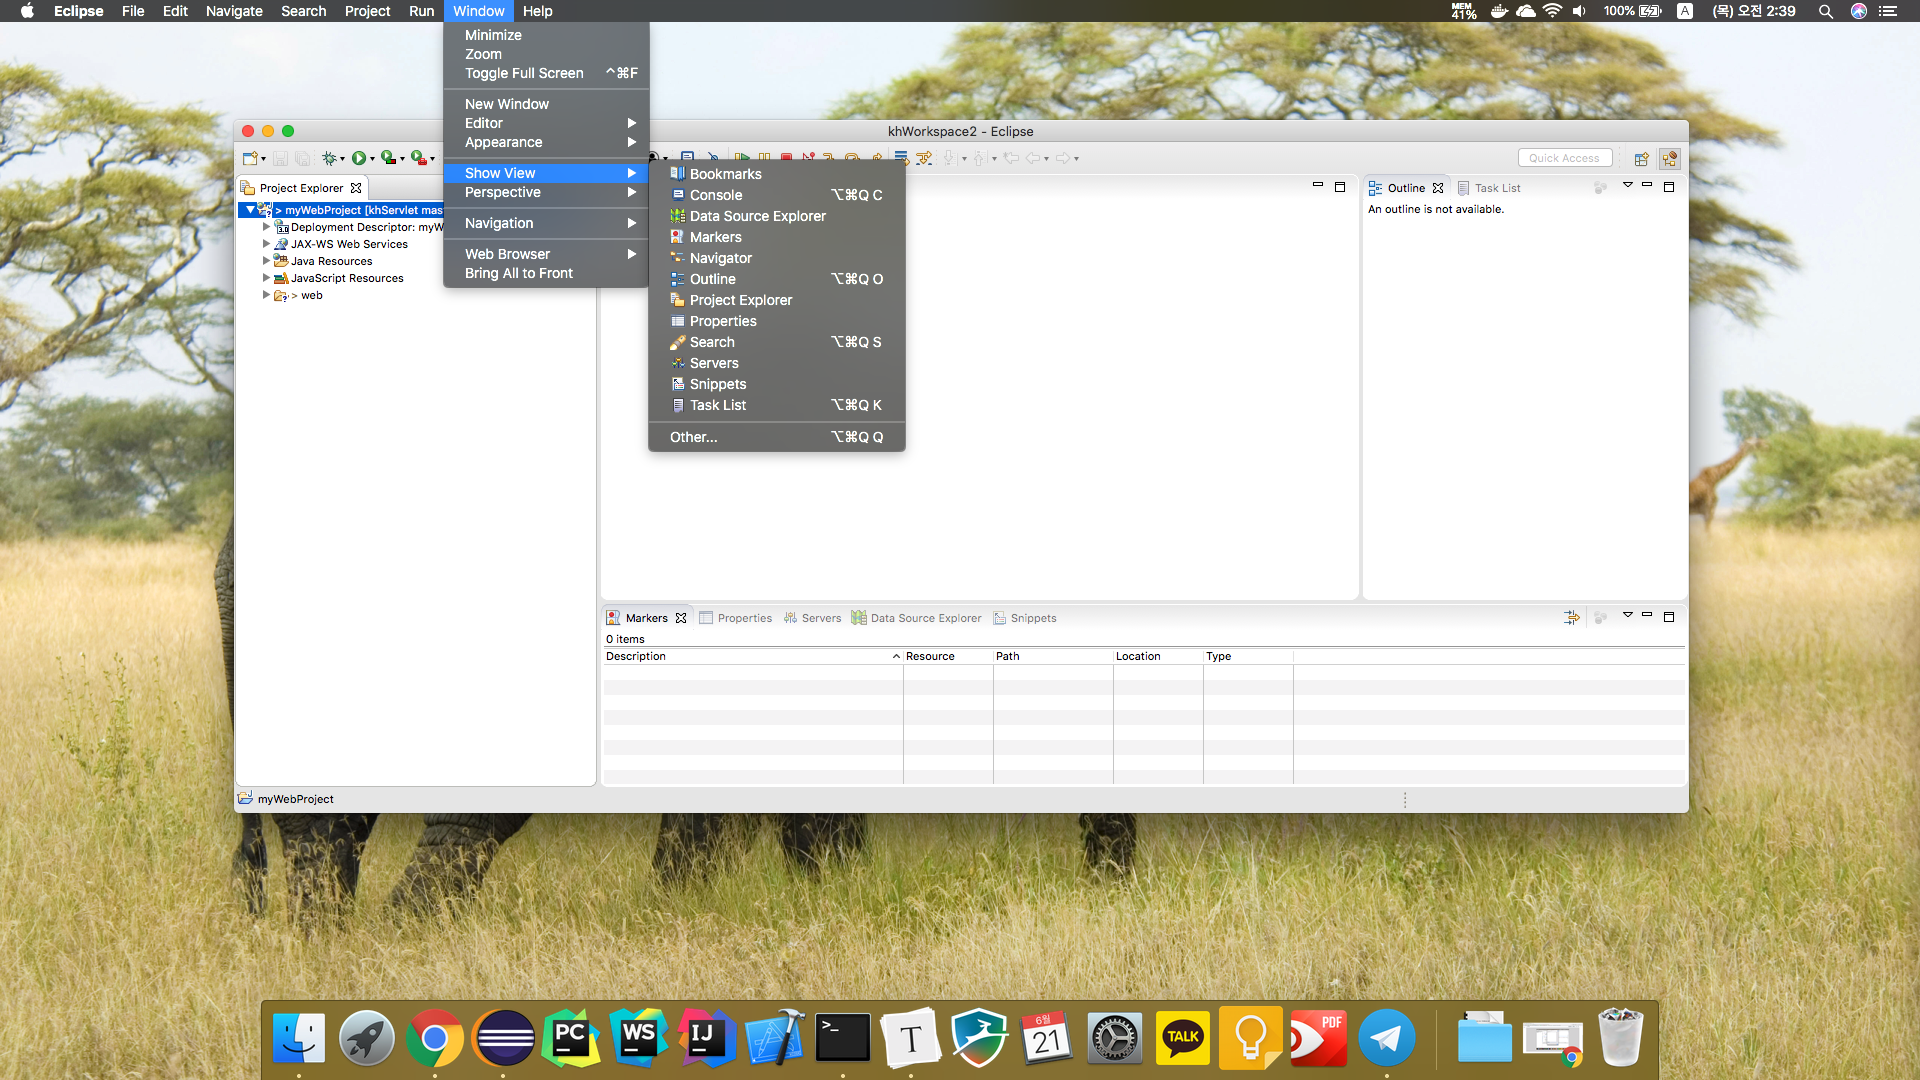 Eclipse File Edit Navigate Search Project Run Window Help MEM 41% 100% A (목) 오전 2:39
Minimize
Zoom
Toggle Full Screen ^⌘F
New Window
Editor
Appearance
Show View
Perspective
Navigation
Web Browser
Bring All to Front
Bookmarks
Console ⌥⌘Q C
Data Source Explorer
Markers
Navigator
Outline ⌥⌘Q O
Project Explorer
Properties
Search ⌥⌘Q S
Servers
Snippets
Task List ⌥⌘Q K
Other... ⌥⌘Q Q
khWorkspace2 - Eclipse
Quick Access
Project Explorer
> myWebProject [khServlet mas
Deployment Descriptor: myW
JAX-WS Web Services
Java Resources
JavaScript Resources
> web
Outline Task List
An outline is not available.
Markers Properties Servers Data Source Explorer Snippets
0 items
Description Resource Path Location Type
myWebProject
PC
WS
IJ
>_
T
6월
21
TALK
PDF